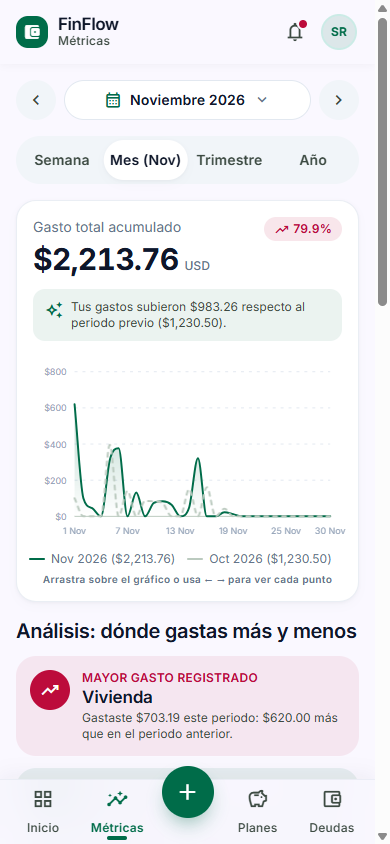 FinFlow
Métricas
SR
Noviembre 2026
Semana
Mes (Nov)
Trimestre
Año
Gasto total acumulado
79.9%
$2,213.76 USD
Tus gastos subieron $983.26 respecto al
periodo previo ($1,230.50).
$800
$600
$400
$200
$0
1 Nov
7 Nov
13 Nov
19 Nov
25 Nov
30 Nov
Nov 2026 ($2,213.76)
Oct 2026 ($1,230.50)
Arrastra sobre el gráfico o usa ← → para ver cada punto
Análisis: dónde gastas más y menos
MAYOR GASTO REGISTRADO
Vivienda
Gastaste $703.19 este periodo: $620.00 más
que en el periodo anterior.
Inicio
Métricas
Planes
Deudas